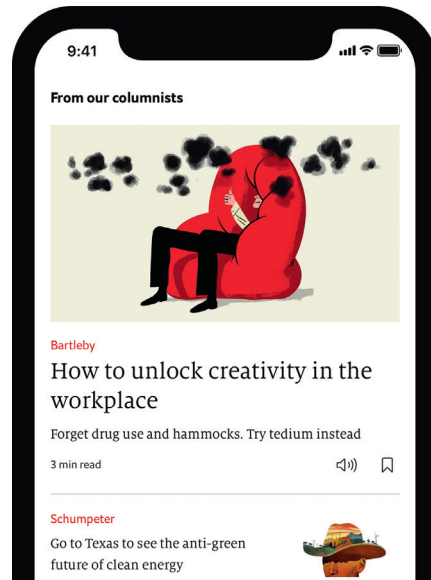 9:41
From our columnists
Bartleby
How to unlock creativity in the
workplace
Forget drug use and hammocks. Try tedium instead
3 min read
Schumpeter
Go to Texas to see the anti-green
future of clean energy